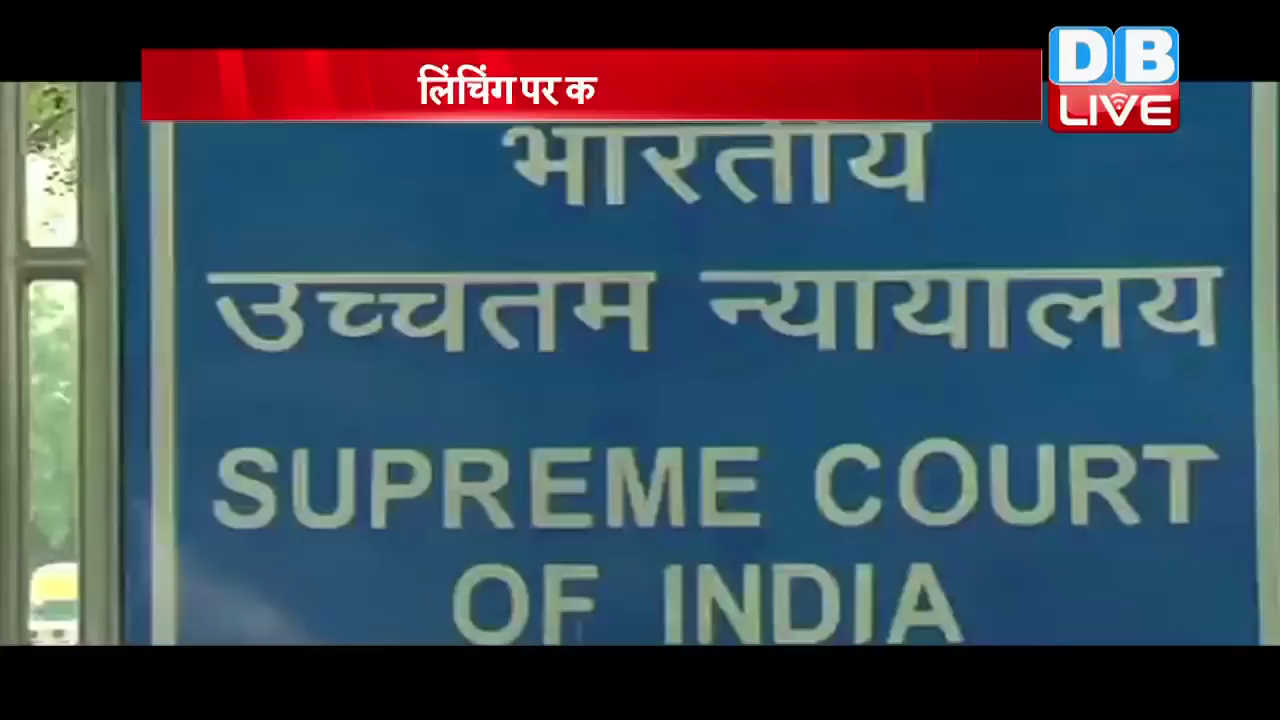 लिंचिंग पर क
DB
LIVE
भारतीय
उच्चतम न्यायालय
SUPREME COURT
OF INDIA